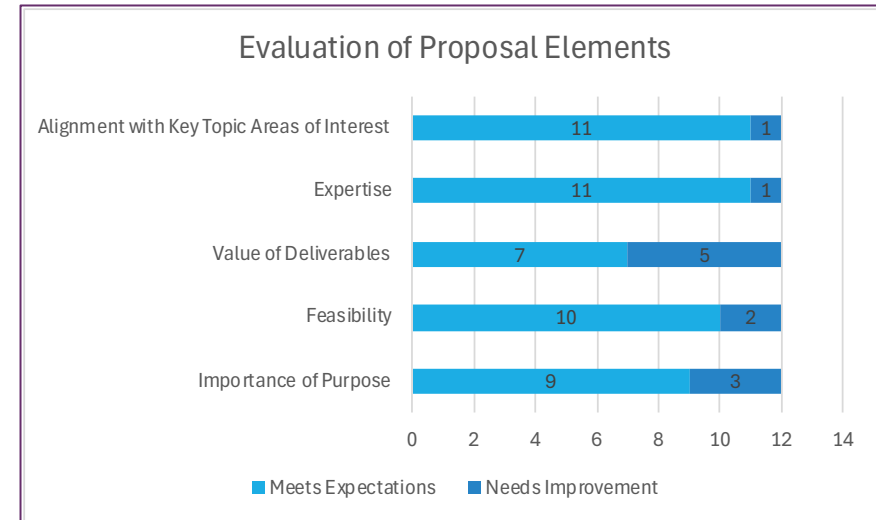 Evaluation of Proposal Elements
Alignment with Key Topic Areas of Interest 11 1
Expertise 11 1
Value of Deliverables 7 5
Feasibility 10 2
Importance of Purpose 9 3
0 2 4 6 8 10 12 14
Meets Expectations Needs Improvement